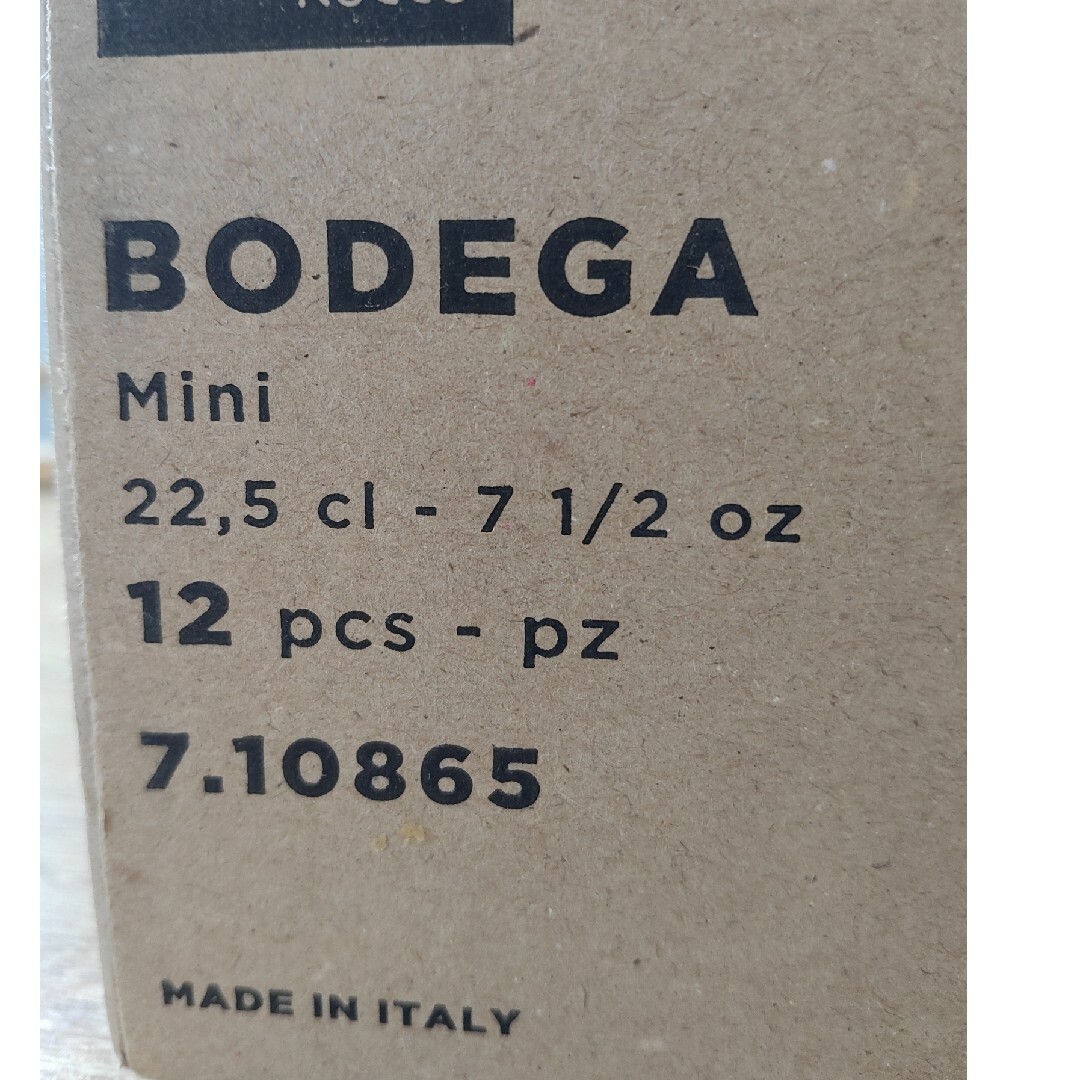 BODEGA
Mini
22,5 cl - 7 1/2 oz
12 pcs - pz
7.10865
MADE IN ITALY